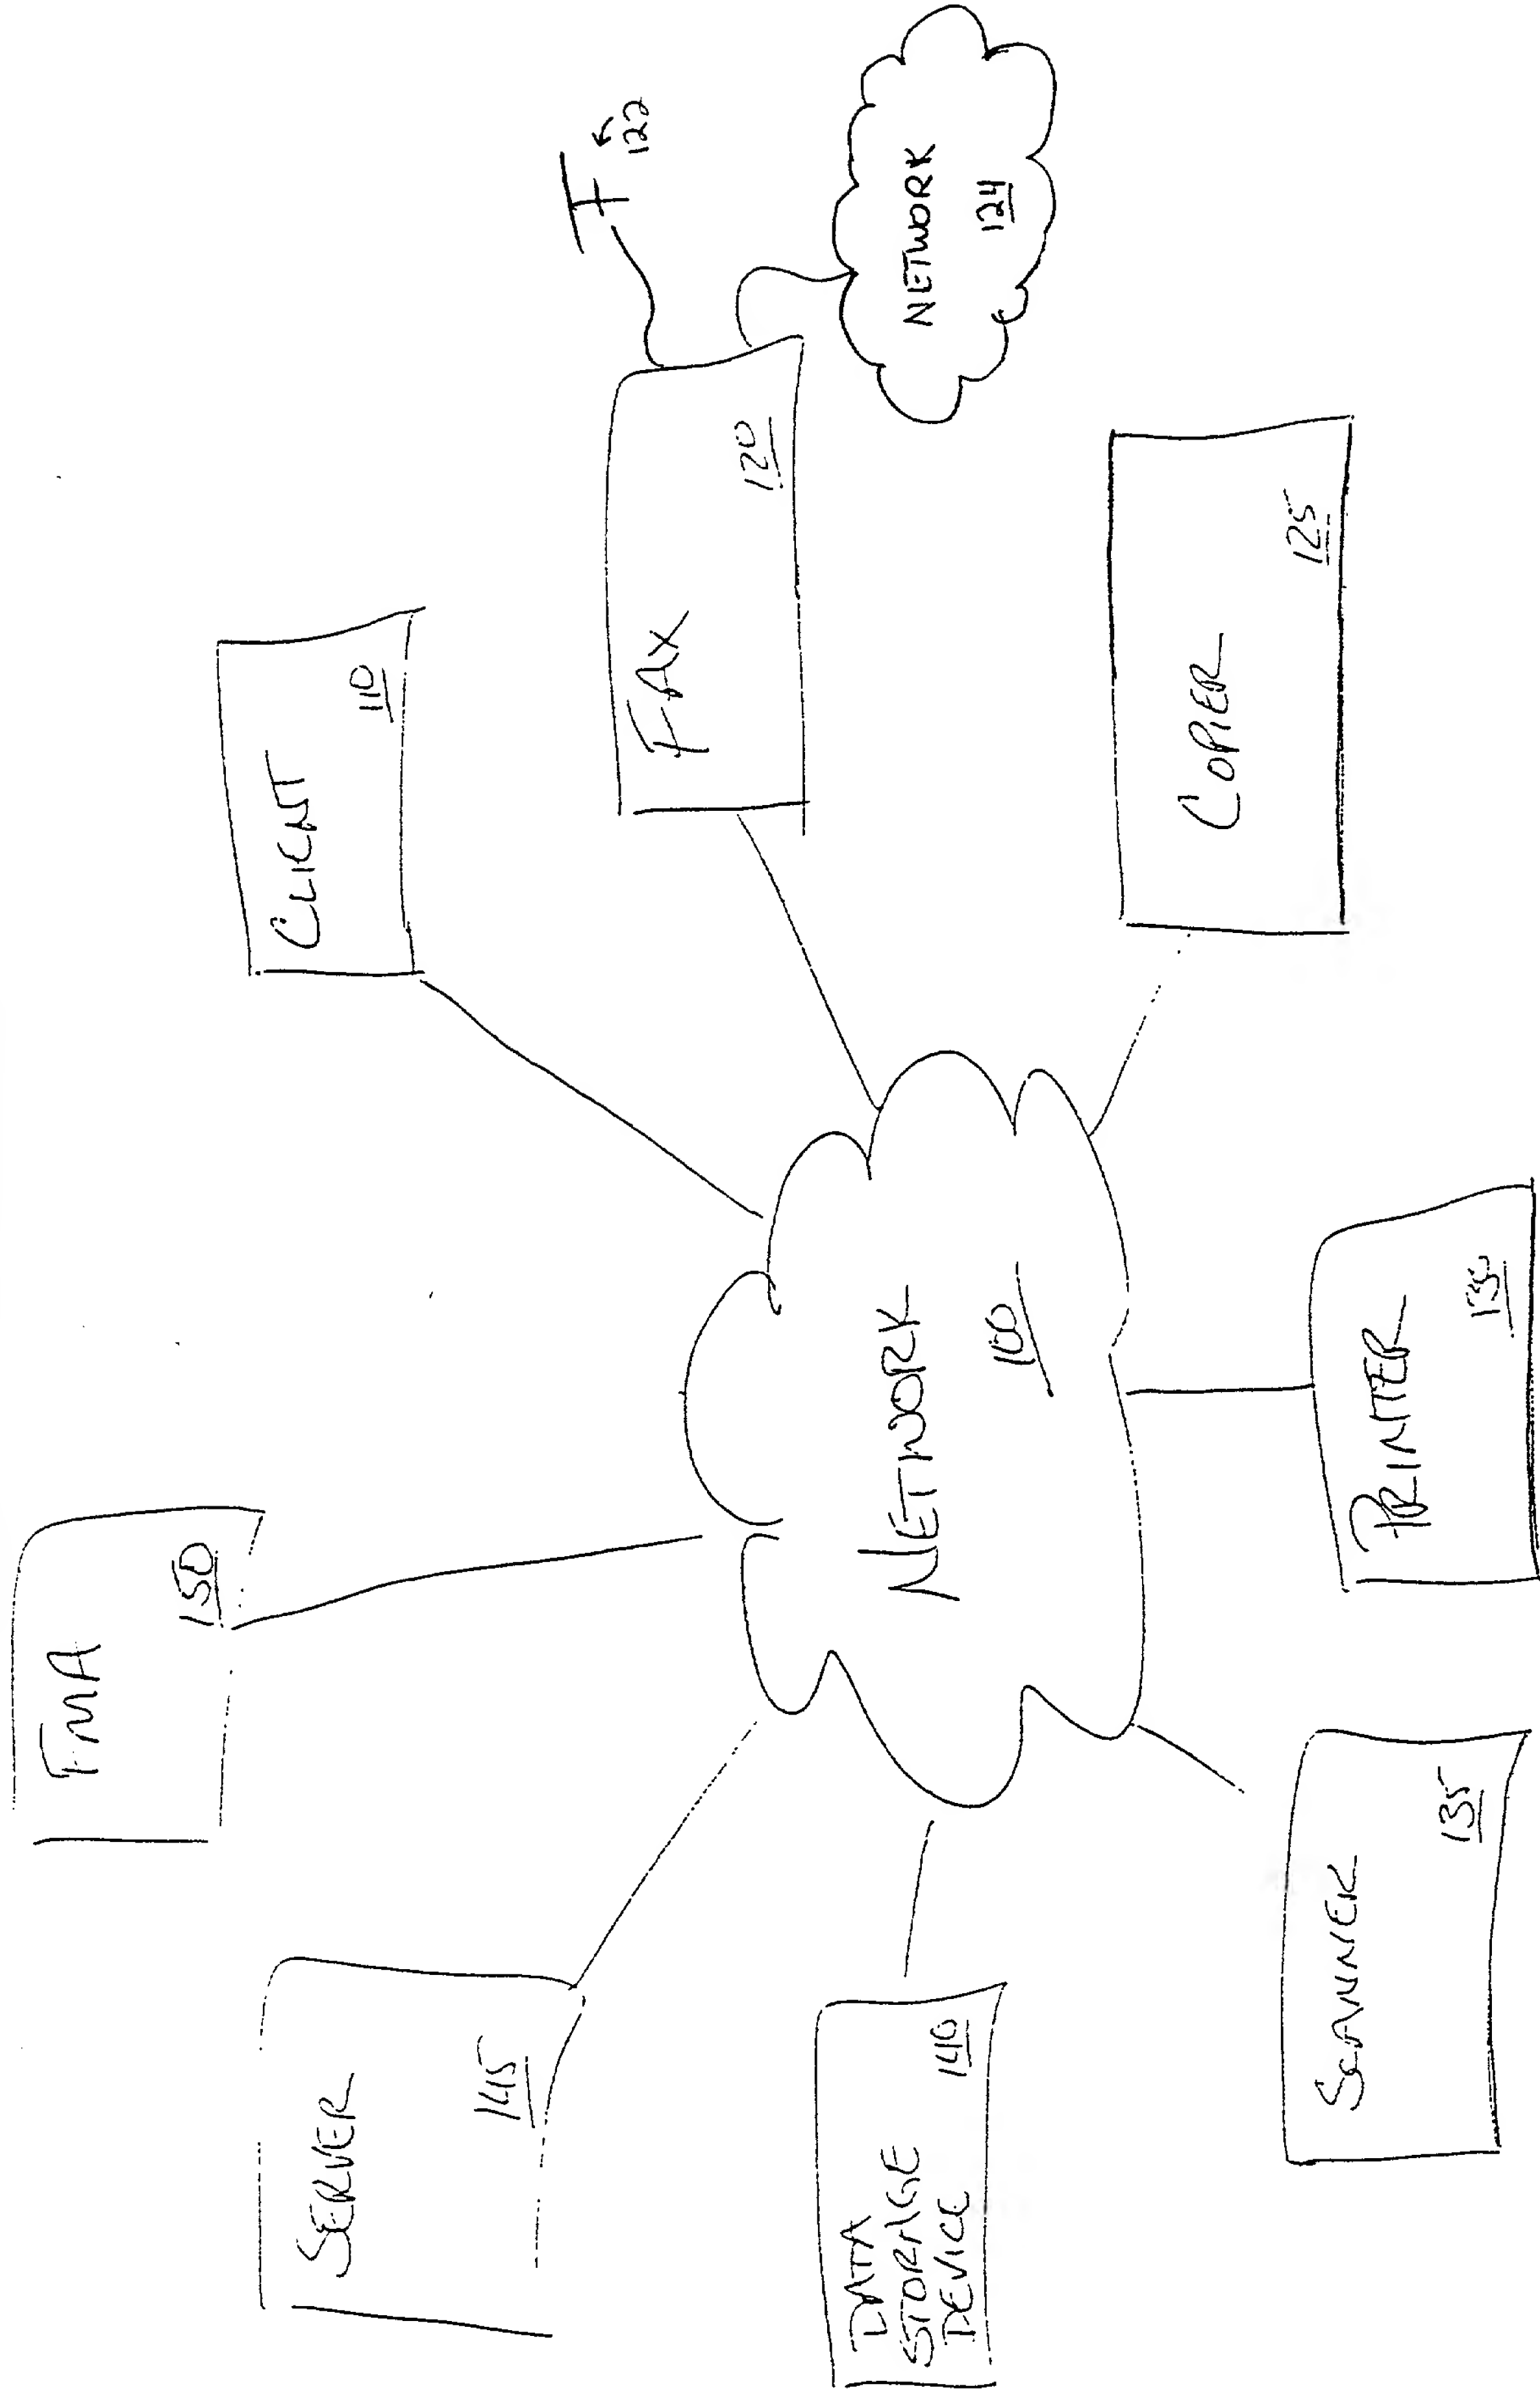 FMA
150
SERVER
145
CLIENT
110
FAX
120
122
NETWORK
124
NETWORK
100
DATA
STORAGE
DEVICE
140
COPIER
125
SCANNER
135
PRINTER
130